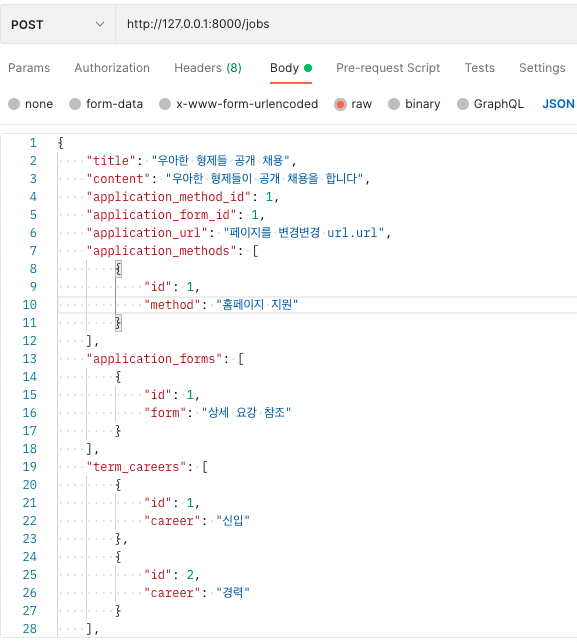 POST http://127.0.0.1:8000/jobs
Params Authorization Headers (8) Body Pre-request Script Tests Settings
none form-data x-www-form-urlencoded raw binary GraphQL JSON
1 {
2 "title": "우아한 형제들 공개 채용",
3 "content": "우아한 형제들이 공개 채용을 합니다",
4 "application_method_id": 1,
5 "application_form_id": 1,
6 "application_url": "페이지를 변경변경 url.url",
7 "application_methods": [
8 {
9 "id": 1,
10 "method": "홈페이지 지원"
11 }
12 ],
13 "application_forms": [
14 {
15 "id": 1,
16 "form": "상세 요강 참조"
17 }
18 ],
19 "term_careers": [
20 {
21 "id": 1,
22 "career": "신입"
23 },
24 {
25 "id": 2,
26 "career": "경력"
27 }
28 ],